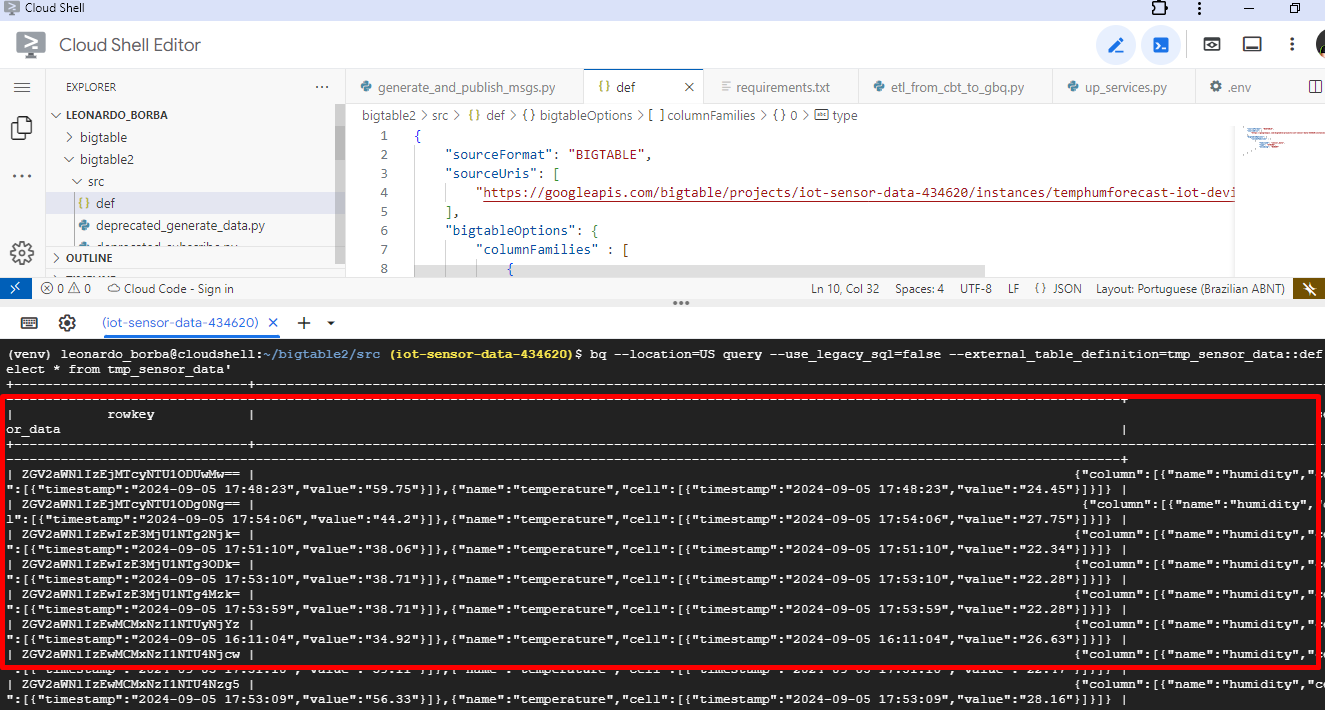 Cloud Shell
Cloud Shell Editor
EXPLORER
LEONARDO_BORBA
bigtable
bigtable2
src
{} def
deprecated_generate_data.py
OUTLINE
generate_and_publish_msgs.py
{} def
requirements.txt
etl_from_cbt_to_gbq.py
up_services.py
.env
bigtable2 > src > {} def > {} bigtableOptions > [ ] columnFamilies > {} 0 > abc type
1 {
2 "sourceFormat": "BIGTABLE",
3 "sourceUris": [
4 "https://googleapis.com/bigtable/projects/iot-sensor-data-434620/instances/temphumforecast-iot-devi
5 ],
6 "bigtableOptions": {
7 "columnFamilies" : [
8 {
0 0 Cloud Code - Sign in
Ln 10, Col 32 Spaces: 4 UTF-8 LF {} JSON Layout: Portuguese (Brazilian ABNT)
(iot-sensor-data-434620)
(venv) leonardo_borba@cloudshell:~/bigtable2/src (iot-sensor-data-434620)$ bq --location=US query --use_legacy_sql=false --external_table_definition=tmp_sensor_data::def
elect * from tmp_sensor_data'
| rowkey |
or_data |
| ZGV2aWNlIzEjMTcyNTU1ODUwMw== | {"column":[{"name":"humidity","c
":[{"timestamp":"2024-09-05 17:48:23","value":"59.75"}]},{"name":"temperature","cell":[{"timestamp":"2024-09-05 17:48:23","value":"24.45"}]}]} |
| ZGV2aWNlIzEjMTcyNTU1ODg0Ng== | {"column":[{"name":"humidity",
l":[{"timestamp":"2024-09-05 17:54:06","value":"44.2"}]},{"name":"temperature","cell":[{"timestamp":"2024-09-05 17:54:06","value":"27.75"}]}]} |
| ZGV2aWNlIzEwIzE3MjU1NTg2Njk= | {"column":[{"name":"humidity","c
":[{"timestamp":"2024-09-05 17:51:10","value":"38.06"}]},{"name":"temperature","cell":[{"timestamp":"2024-09-05 17:51:10","value":"22.34"}]}]} |
| ZGV2aWNlIzEwIzE3MjU1NTg3ODk= | {"column":[{"name":"humidity","c
":[{"timestamp":"2024-09-05 17:53:10","value":"38.71"}]},{"name":"temperature","cell":[{"timestamp":"2024-09-05 17:53:10","value":"22.28"}]}]} |
| ZGV2aWNlIzEwIzE3MjU1NTg4Mzk= | {"column":[{"name":"humidity","c
":[{"timestamp":"2024-09-05 17:53:59","value":"38.71"}]},{"name":"temperature","cell":[{"timestamp":"2024-09-05 17:53:59","value":"22.28"}]}]} |
| ZGV2aWNlIzEwMCMxNzI1NTUyNjYz | {"column":[{"name":"humidity","c
":[{"timestamp":"2024-09-05 16:11:04","value":"34.92"}]},{"name":"temperature","cell":[{"timestamp":"2024-09-05 16:11:04","value":"26.63"}]}]} |
| ZGV2aWNlIzEwMCMxNzI1NTU4Njcw | {"column":[{"name":"humidity","c
| ZGV2aWNlIzEwMCMxNzI1NTU4Nzg5 | {"column":[{"name":"humidity","c
":[{"timestamp":"2024-09-05 17:53:09","value":"56.33"}]},{"name":"temperature","cell":[{"timestamp":"2024-09-05 17:53:09","value":"28.16"}]}]} |